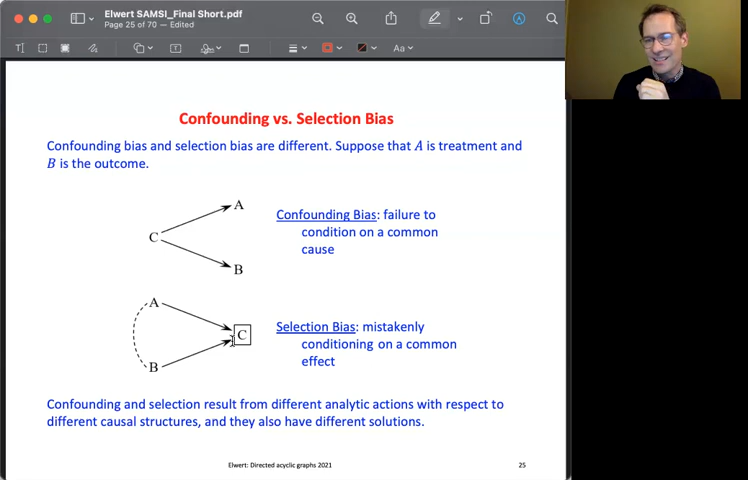 Elwert SAMSI_Final Short.pdf
Page 25 of 70 — Edited
Aa
Confounding vs. Selection Bias
Confounding bias and selection bias are different. Suppose that A is treatment and
B is the outcome.
A
C
B
Confounding Bias: failure to
condition on a common
cause
A
C
B
Selection Bias: mistakenly
conditioning on a common
effect
Confounding and selection result from different analytic actions with respect to
different causal structures, and they also have different solutions.
Elwert: Directed acyclic graphs 2021
25